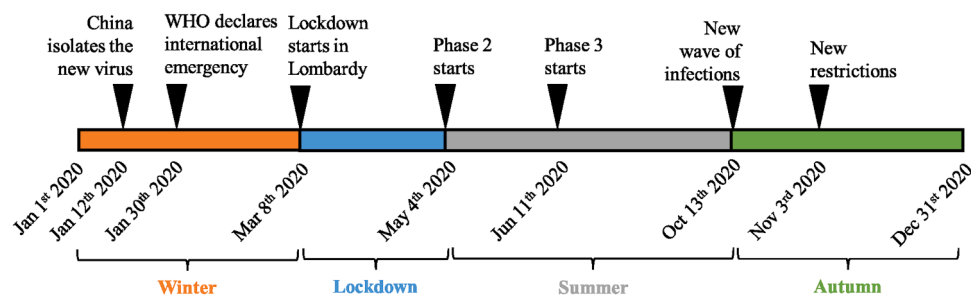 China
isolates the
new virus
WHO declares
international
emergency
Lockdown
starts in
Lombardy
Phase 2
starts
Phase 3
starts
New
wave of
infections
New
restrictions
Jan 1st 2020
Jan 12th 2020
Jan 30th 2020
Mar 8th 2020
May 4th 2020
Jun 11th 2020
Oct 13th 2020
Nov 3rd 2020
Dec 31st 2020
Winter
Lockdown
Summer
Autumn